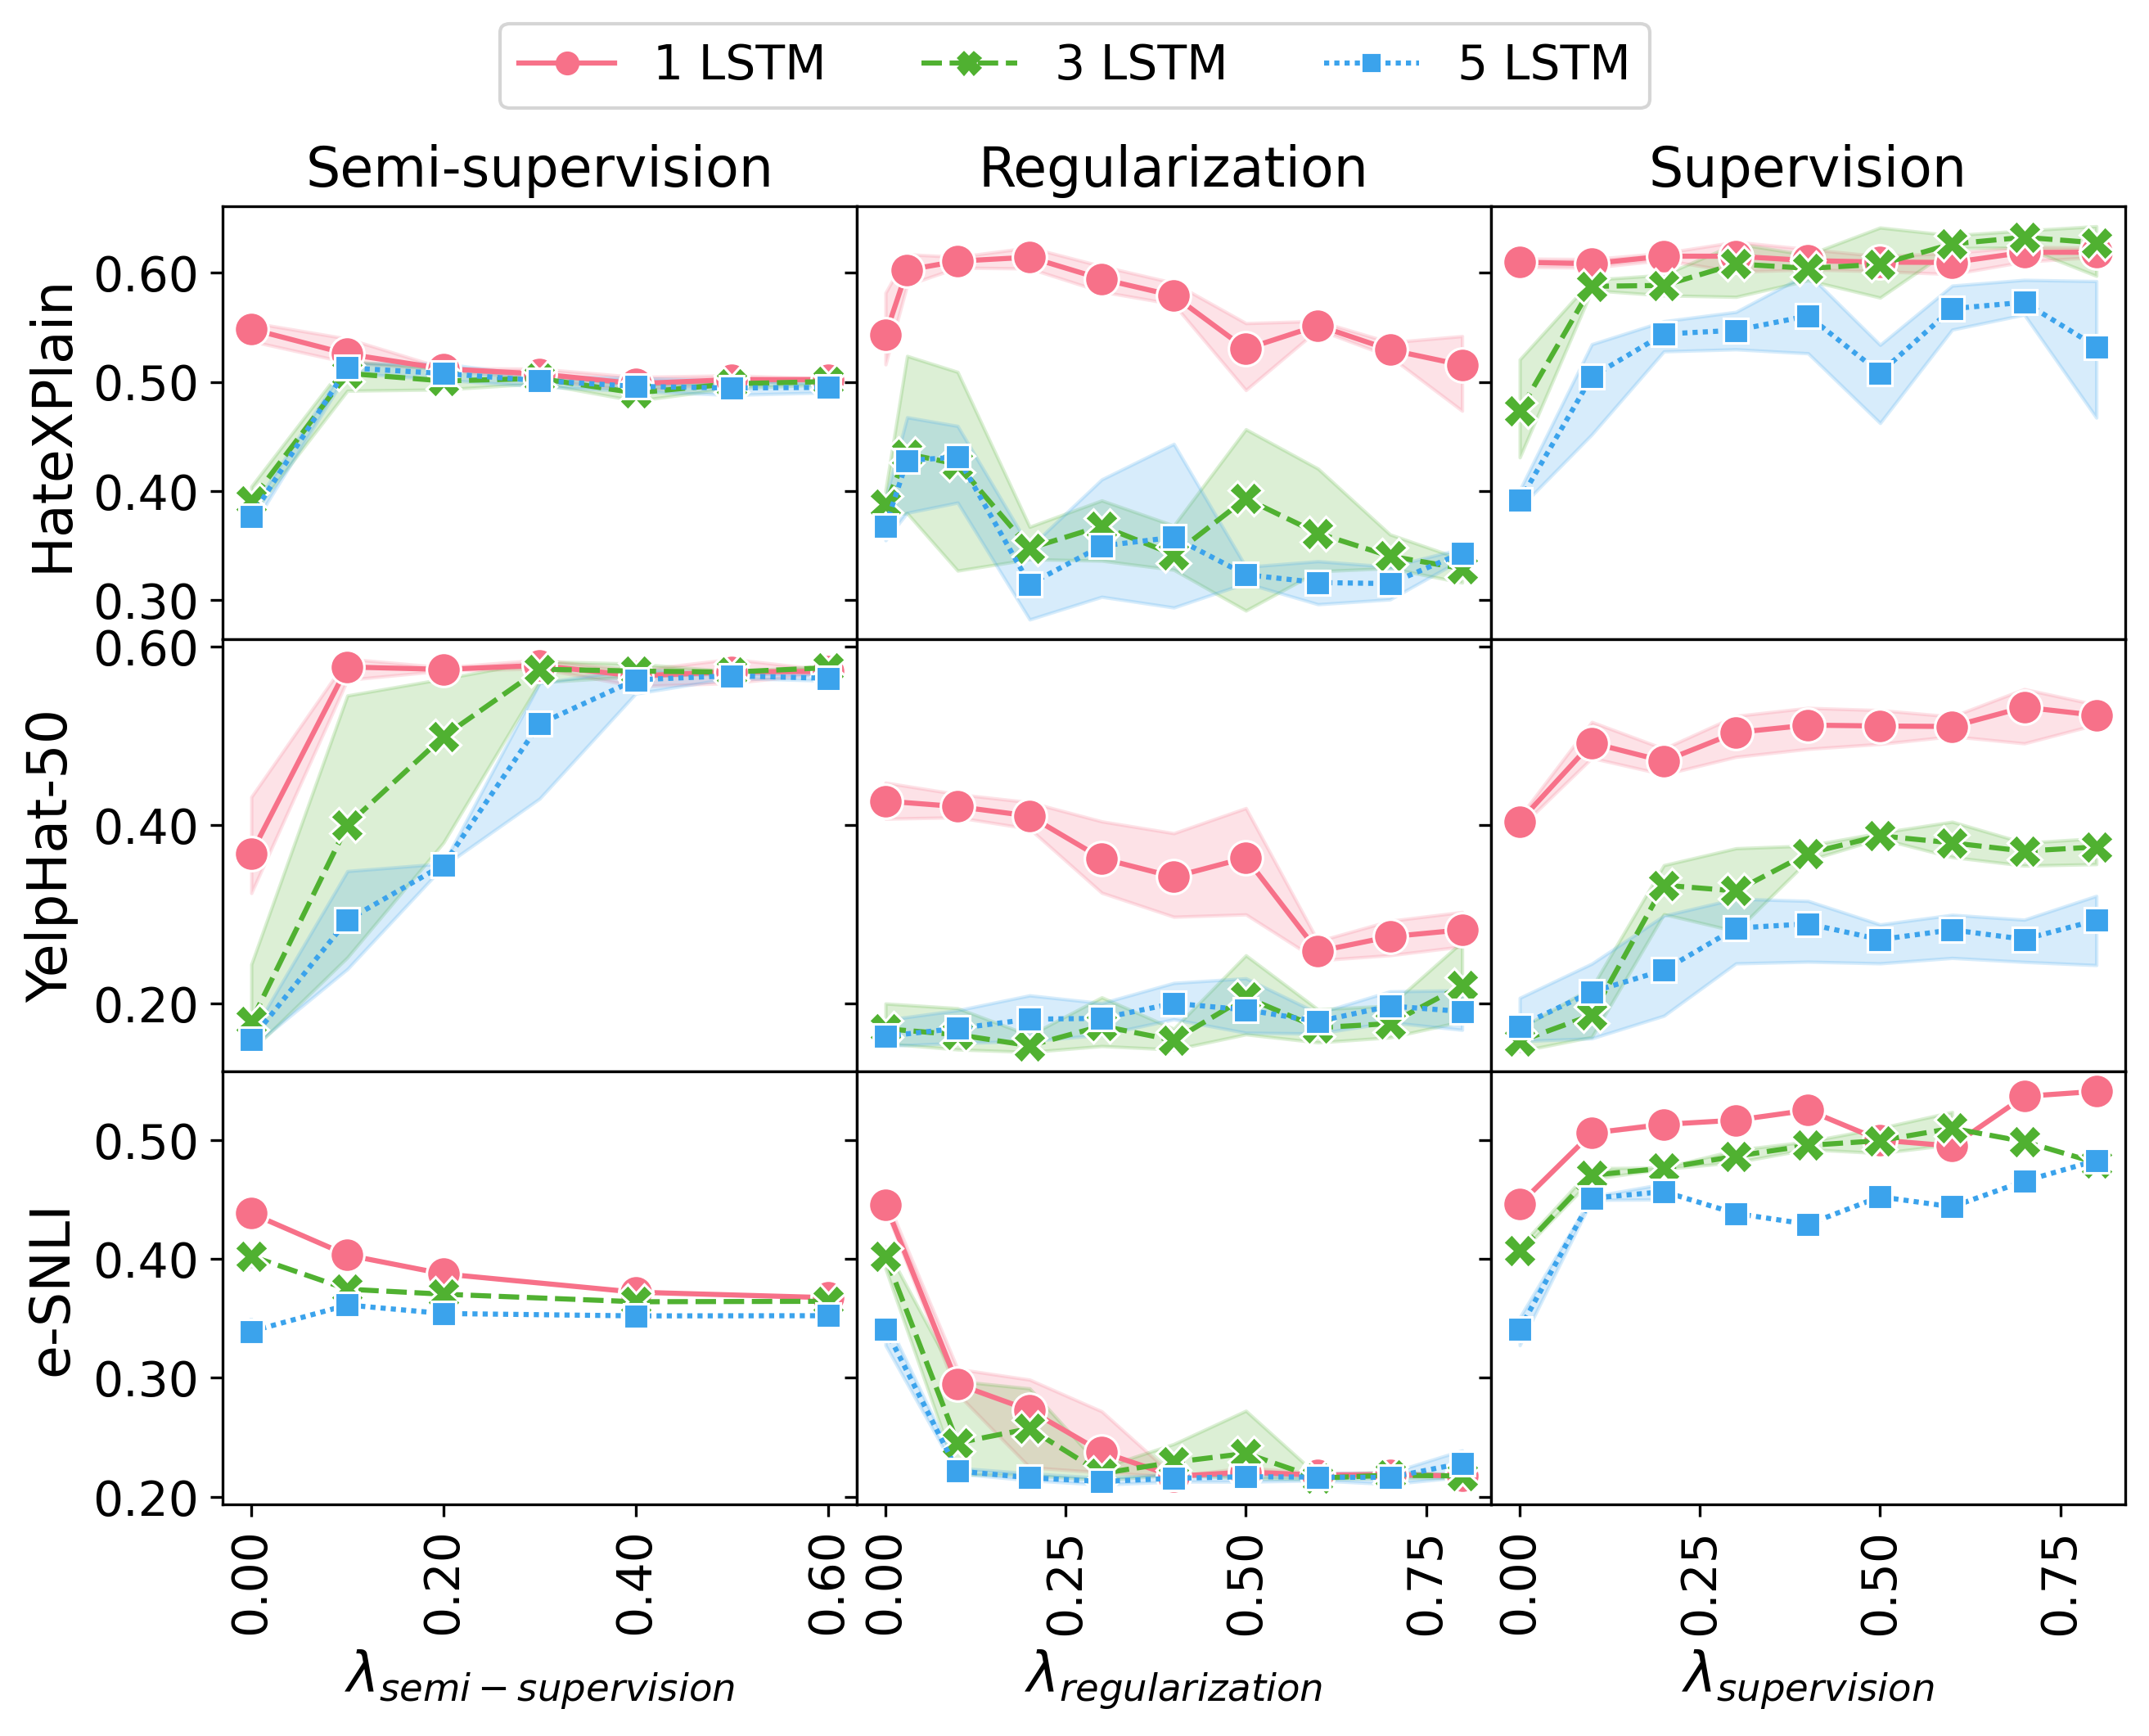 1 LSTM 3 LSTM 5 LSTM
Semi-supervision Regularization Supervision
HateXPlain
0.60
0.50
0.40
0.30
YelpHat-50
0.60
0.40
0.20
e-SNLI
0.50
0.40
0.30
0.20
0.00 0.20 0.40 0.60 0.00 0.25 0.50 0.75 0.00 0.25 0.50 0.75
λsemi−supervision λregularization λsupervision